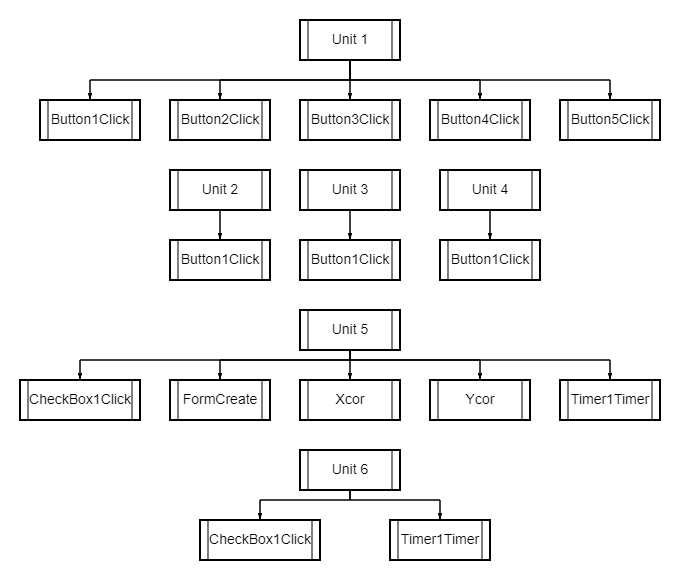 Unit 1
Button1Click
Button2Click
Button3Click
Button4Click
Button5Click
Unit 2
Unit 3
Unit 4
Button1Click
Button1Click
Button1Click
Unit 5
CheckBox1Click
FormCreate
Xcor
Ycor
Timer1Timer
Unit 6
CheckBox1Click
Timer1Timer